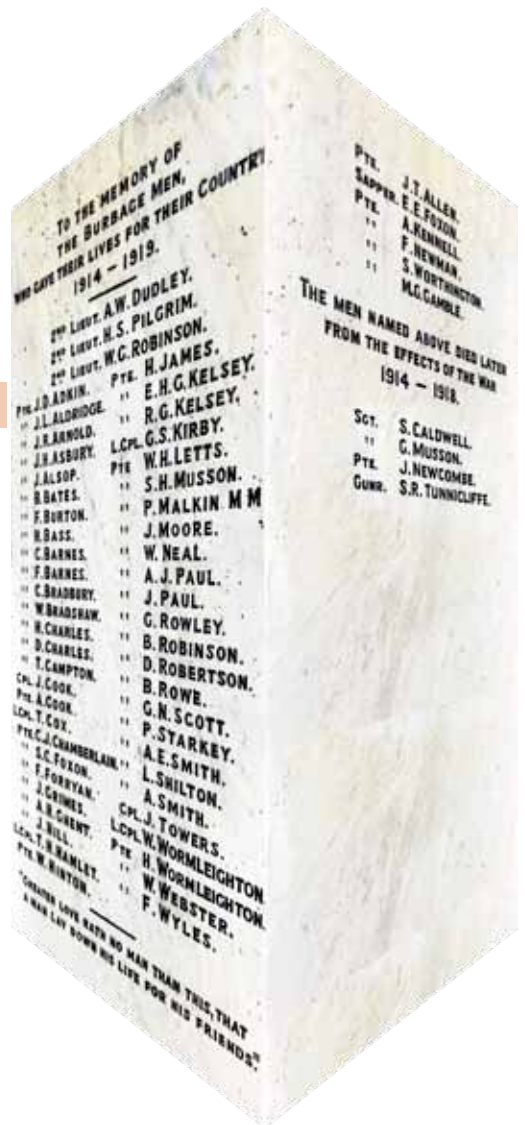 TO THE MEMORY OF
THE BURBAGE MEN,
WHO GAVE THEIR LIVES FOR THEIR COUNTRY
1914 – 1919.
2ND LIEUT. A.W. DUDLEY.
2ND LIEUT. H.S. PILGRIM.
2ND LIEUT. W.G. ROBINSON.
PTE. J.D. ADKIN.
" J.L. ALDRIDGE.
" J.R. ARNOLD.
" J.H. ASBURY.
" J. ALSOP.
" B. BATES.
" F. BURTON.
" H. BASS.
" C. BARNES.
" F. BARNES.
" C. BRADBURY.
" W. BRADSHAW.
" H. CHARLES.
" D. CHARLES.
" T. CAMPTON.
CPL. J. COOK.
PTE. A. COOK.
LCPL. T. COX.
PTE. C.J. CHAMBERLAIN.
" S.C. FOXON.
" F. FORRYAN.
" J. GRIMES.
" A.H. GHENT.
" J. HILL.
LCPL. T.H. HAMLET.
PTE. W. HINTON.
PTE. H. JAMES.
" E.H.G. KELSEY.
" R.G. KELSEY.
L.CPL. G.S. KIRBY.
PTE W.H. LETTS.
" S.H. MUSSON.
" P. MALKIN M M
" J. MOORE.
" W. NEAL.
" A.J. PAUL.
" J. PAUL.
" G. ROWLEY.
" B. ROBINSON.
" D. ROBERTSON.
" B. ROWE.
" G.N. SCOTT.
" P. STARKEY.
" A.E. SMITH.
" L. SHILTON.
" A. SMITH.
CPL. J. TOWERS.
LCPL. W. WORMLEIGHTON
PTE H. WORMLEIGHTON.
" W. WEBSTER.
" F. WYLES.
"GREATER LOVE HATH NO MAN THAN THIS, THAT
A MAN LAY DOWN HIS LIFE FOR HIS FRIENDS."
PTE. J.T. ALLEN.
SAPPER. E.E. FOXON.
PTE. A. KENNELL.
" F. NEWMAN.
" S. WORTHINGTON.
" M.G. GAMBLE.
THE MEN NAMED ABOVE DIED LATER
FROM THE EFFECTS OF THE WAR
1914 – 1918.
SGT. S. CALDWELL.
" G. MUSSON.
PTE. J. NEWCOMBE.
GUNR. S.R. TUNNICLIFFE.